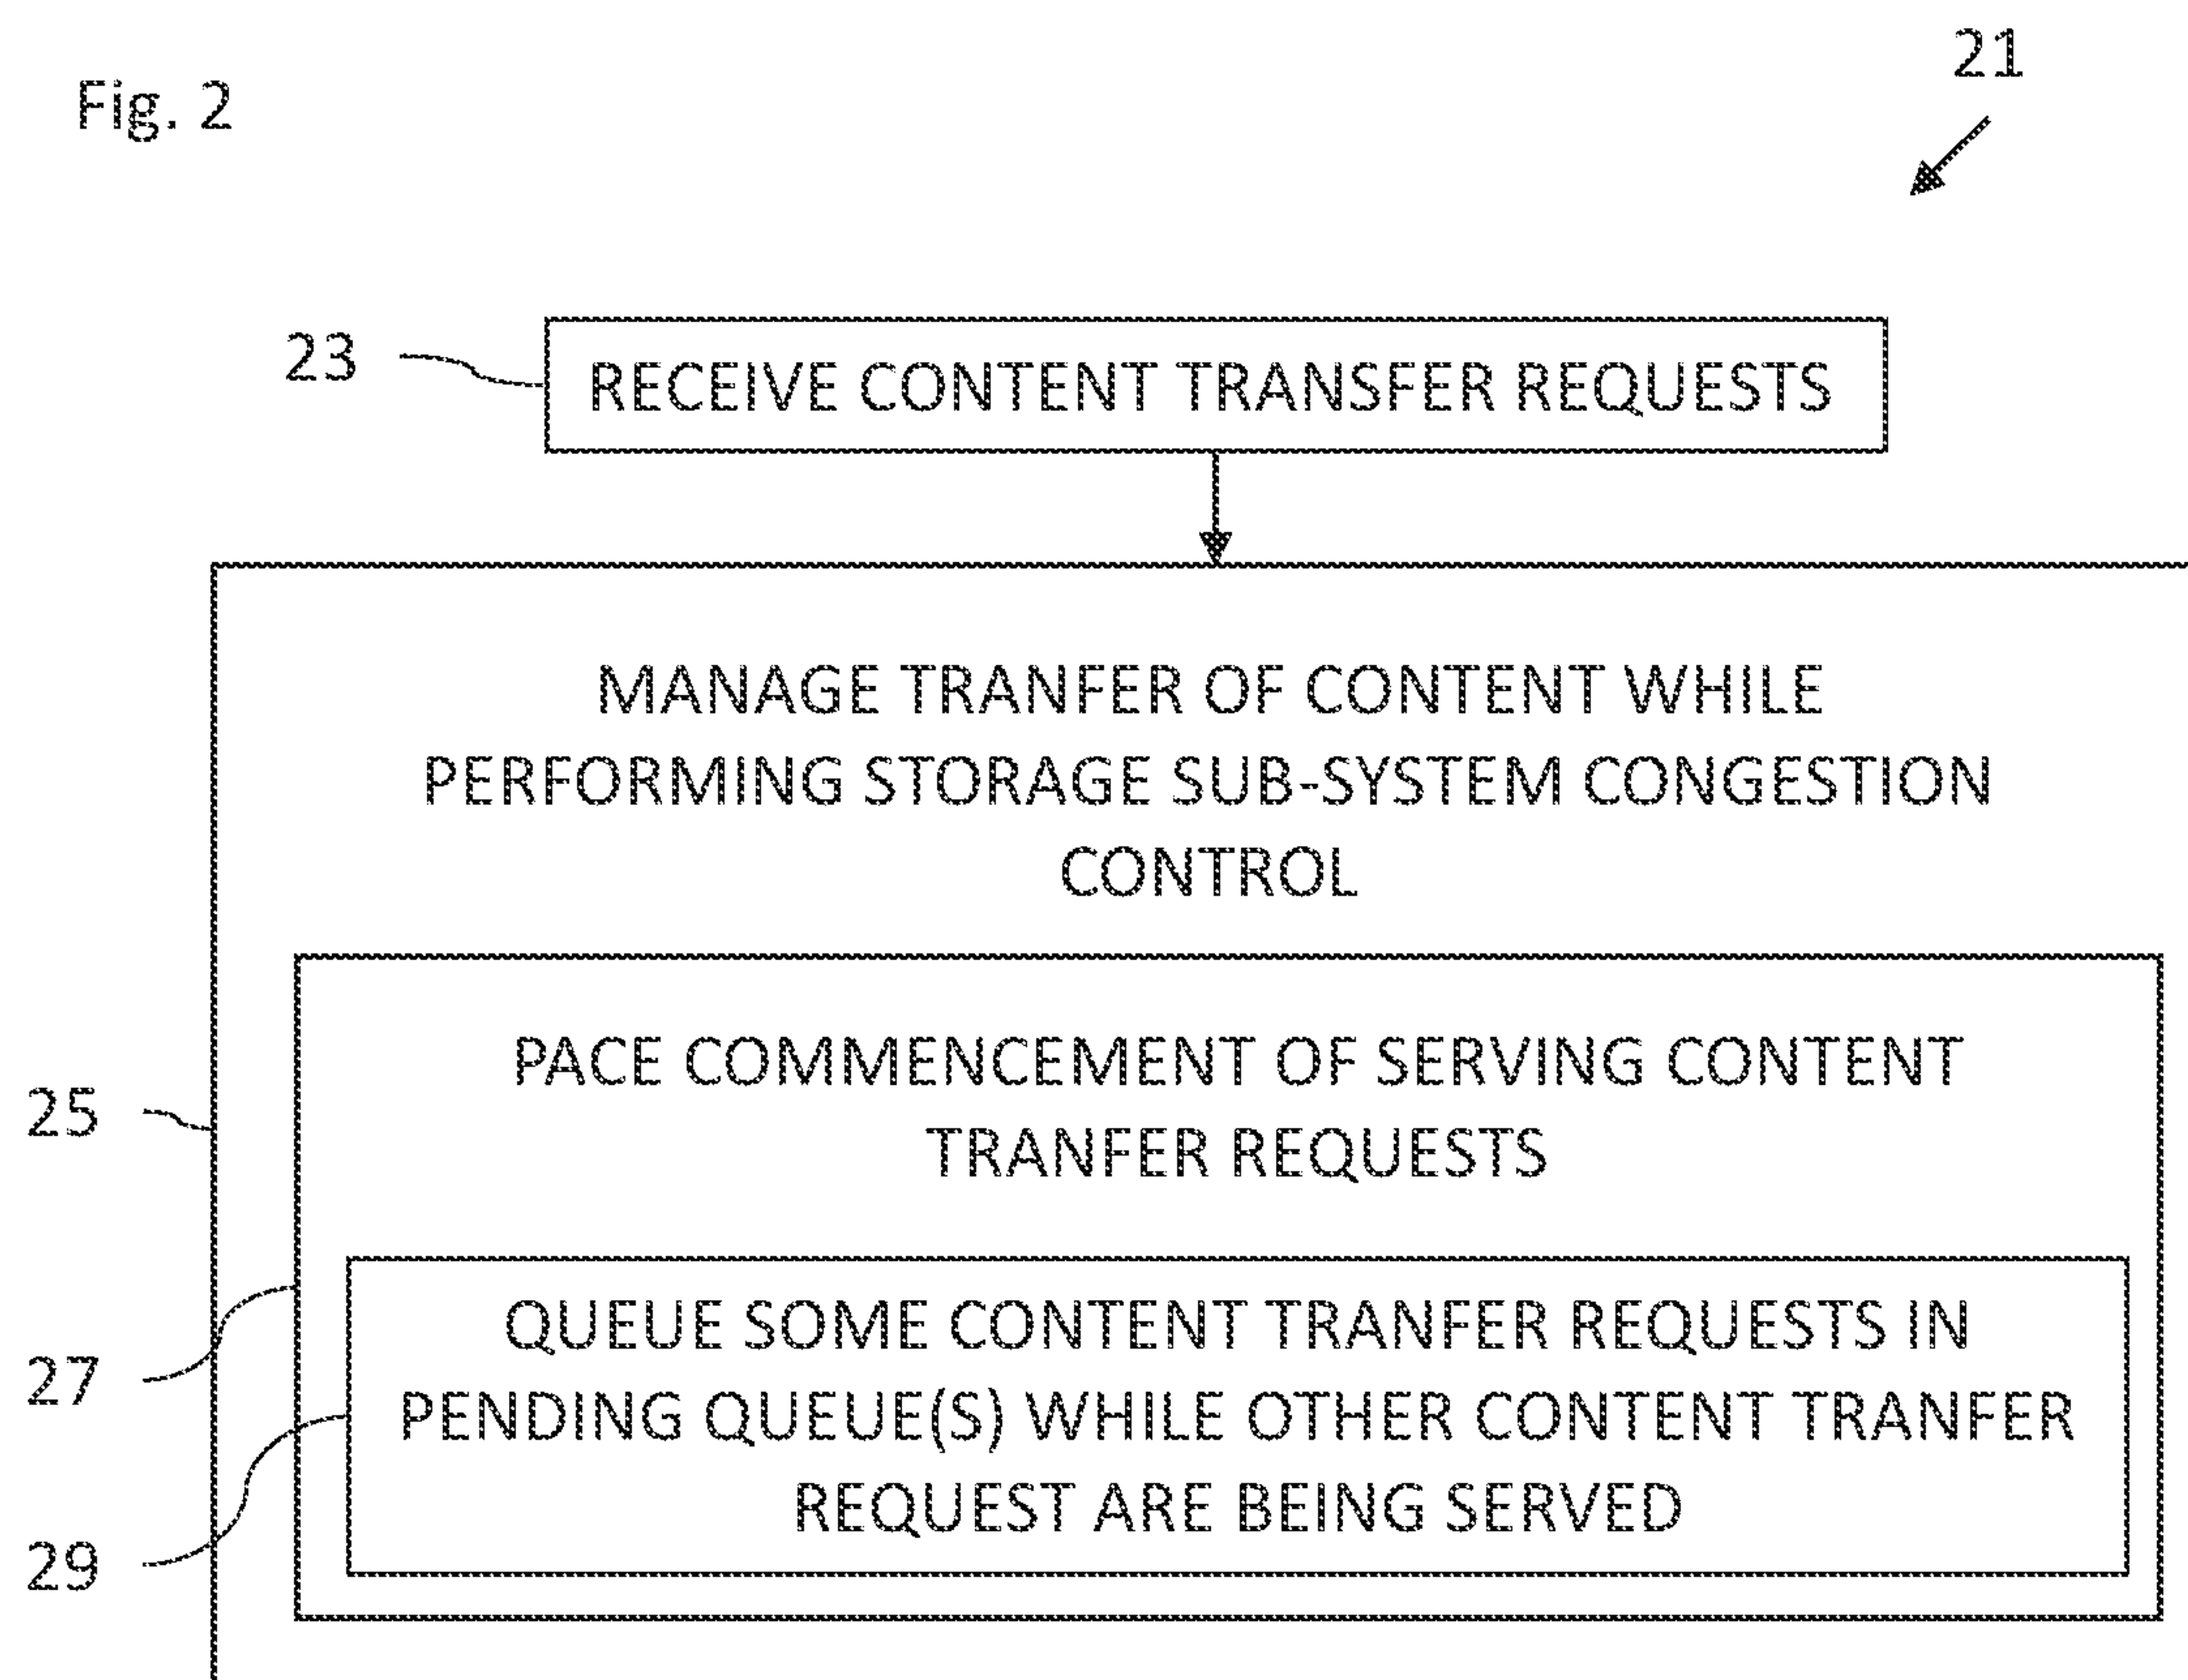 Fig. 2
21
23
RECEIVE CONTENT TRANSFER REQUESTS
MANAGE TRANFER OF CONTENT WHILE
PERFORMING STORAGE SUB-SYSTEM CONGESTION
CONTROL
25
PACE COMMENCEMENT OF SERVING CONTENT
TRANFER REQUESTS
27
QUEUE SOME CONTENT TRANFER REQUESTS IN
PENDING QUEUE(S) WHILE OTHER CONTENT TRANFER
REQUEST ARE BEING SERVED
29